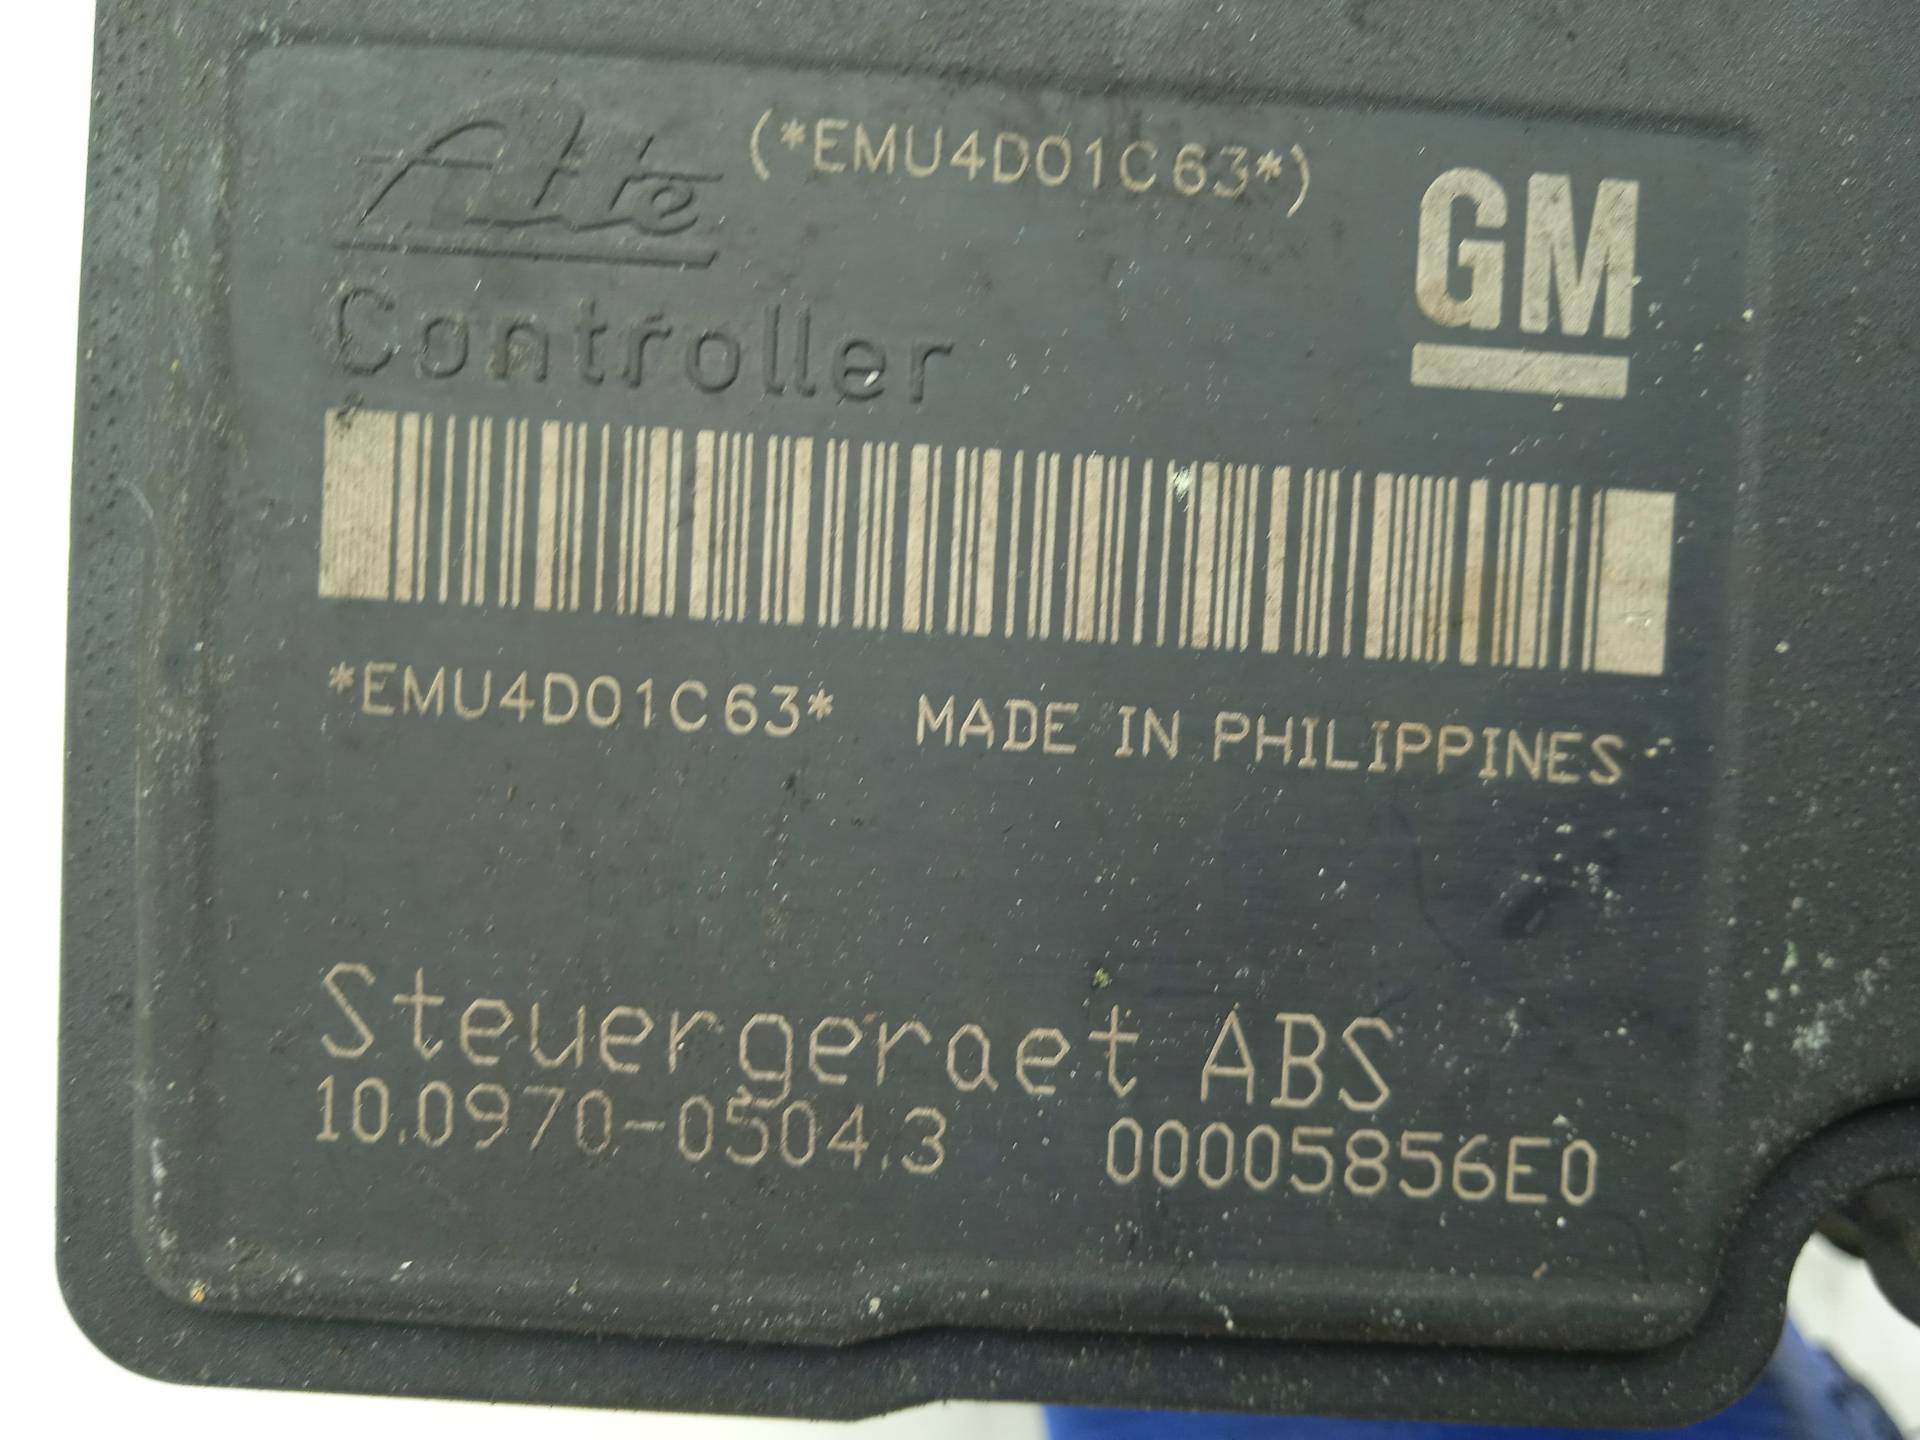 Ate (*EMU4D01C63*) GM
Controller
*EMU4D01C63* MADE IN PHILIPPINES
Steuergeraet ABS
10.0970-0504.3 00005856E0